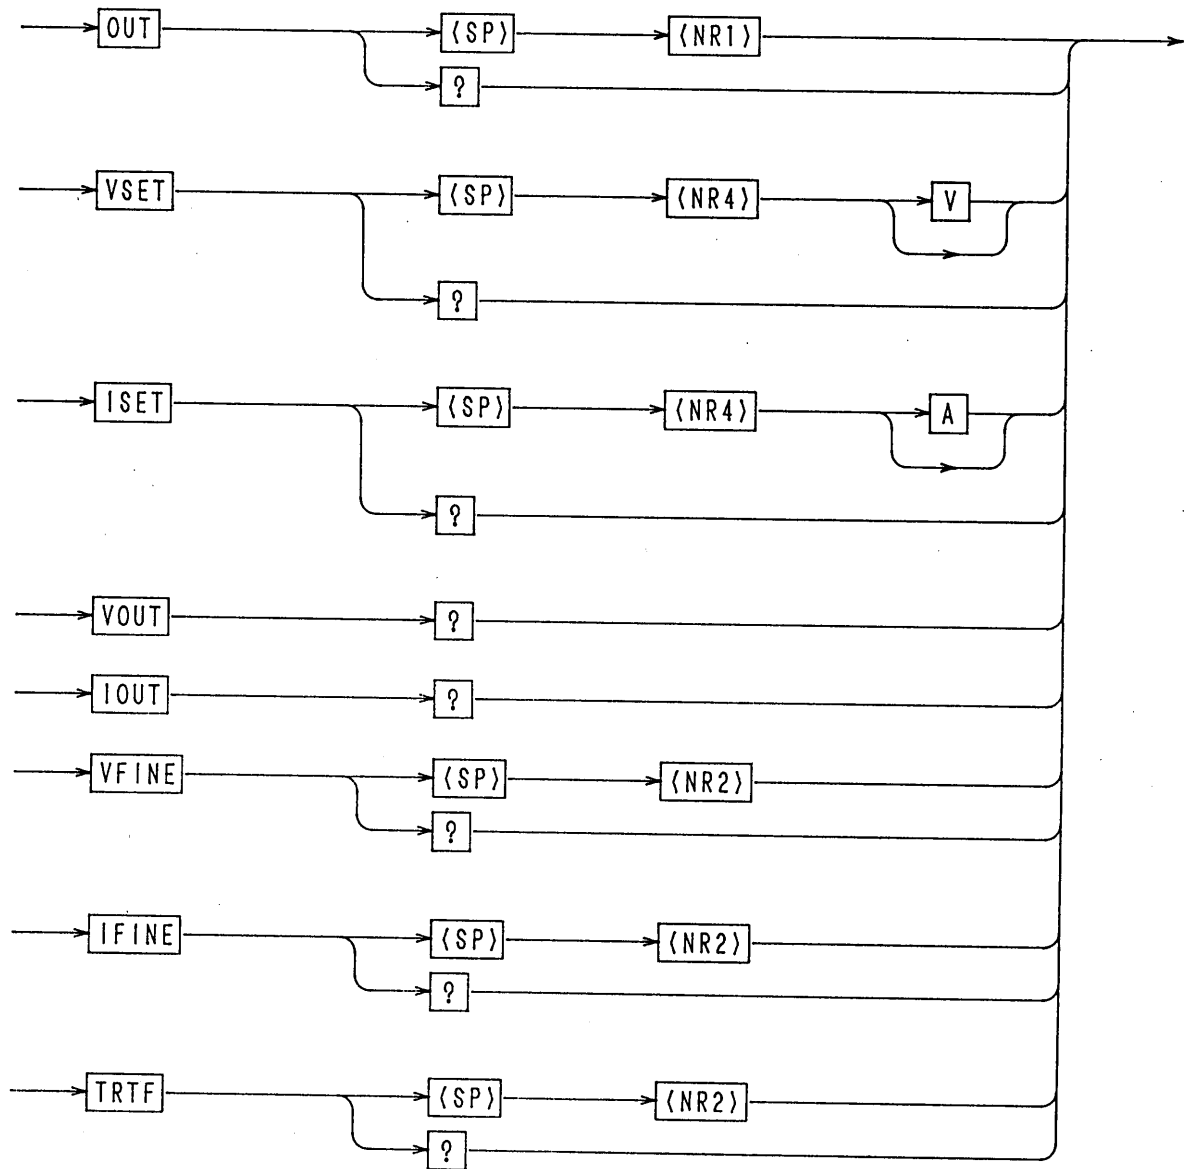 OUT ⟨SP⟩ ⟨NR1⟩
?
VSET ⟨SP⟩ ⟨NR4⟩ V
?
ISET ⟨SP⟩ ⟨NR4⟩ A
?
VOUT ?
IOUT ?
VFINE ⟨SP⟩ ⟨NR2⟩
?
IFINE ⟨SP⟩ ⟨NR2⟩
?
TRTF ⟨SP⟩ ⟨NR2⟩
?